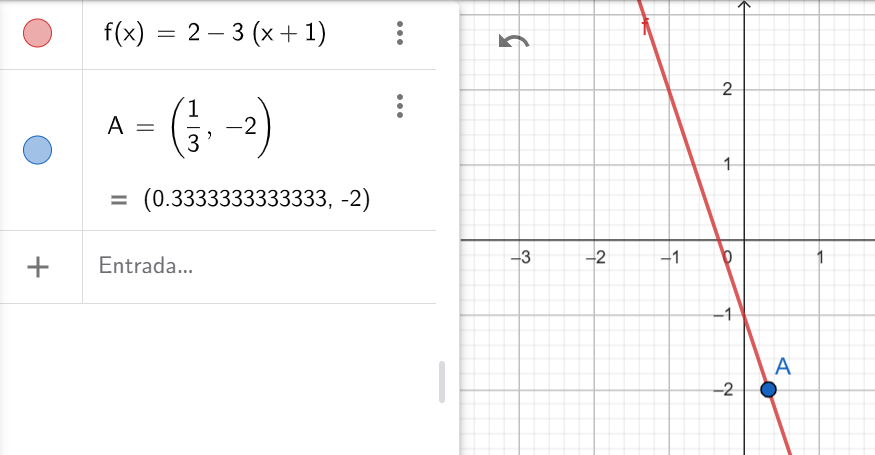 f(x) = 2 − 3 (x + 1)
A = (1/3, −2)
= (0.3333333333333, -2)
+ Entrada...
f
2
1
−3 −2 −1 0 1
−1
A
−2